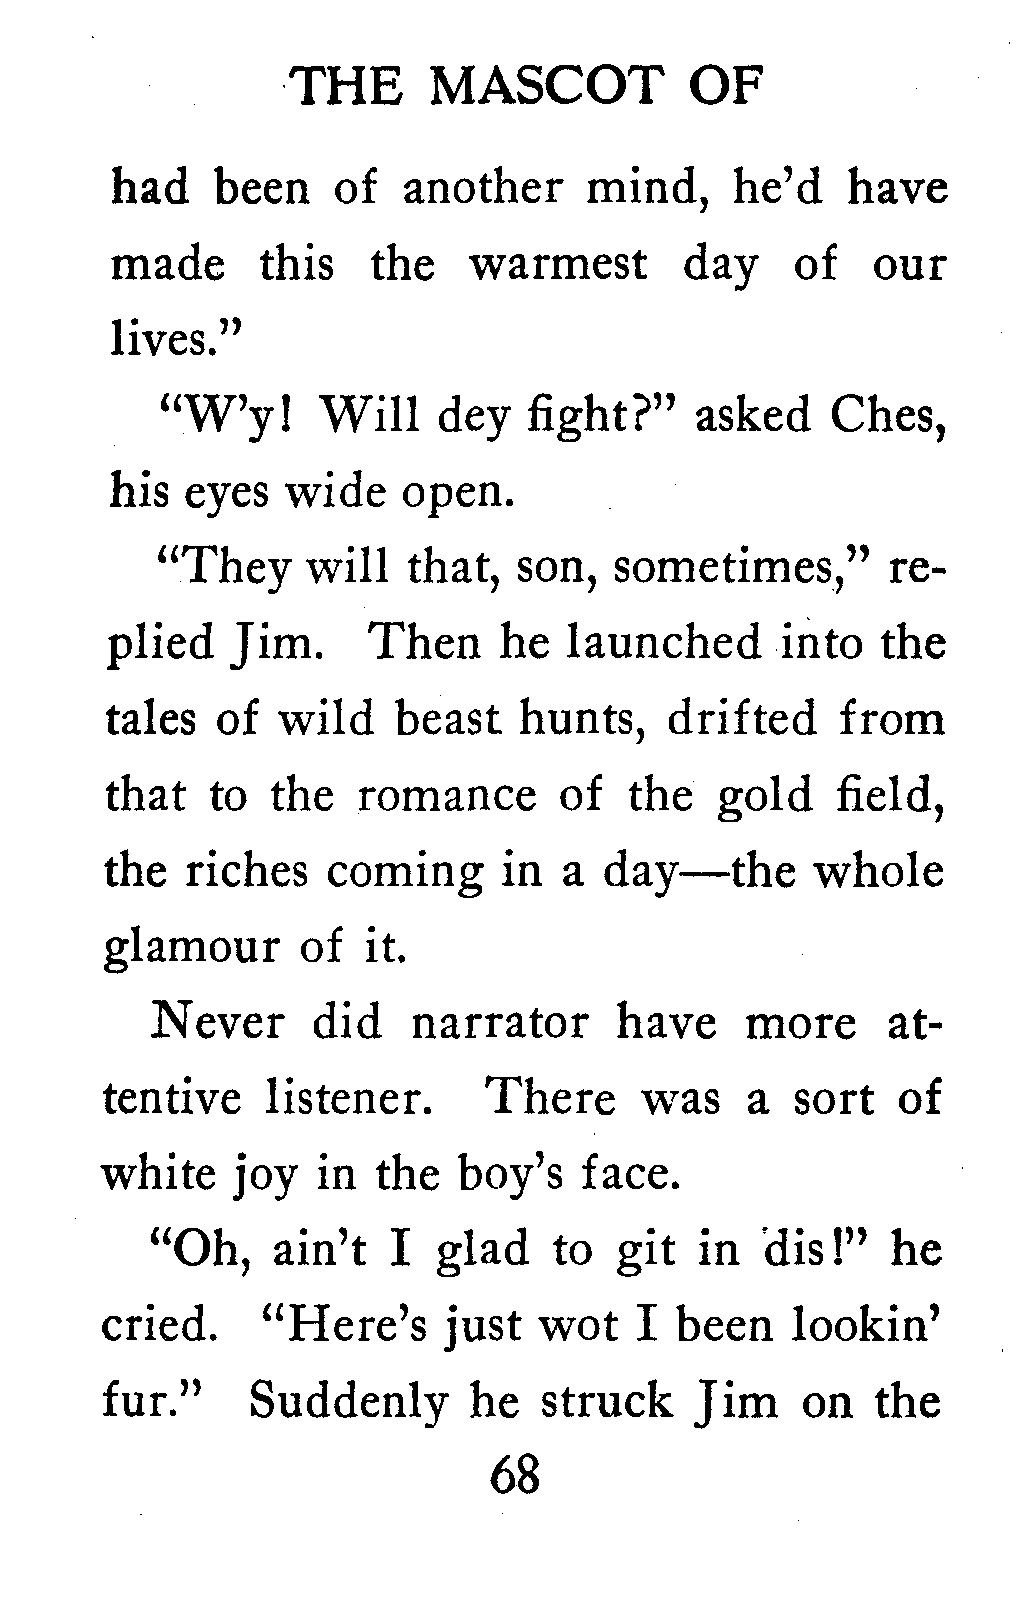 THE MASCOT OF
had been of another mind, he'd have
made this the warmest day of our
lives."
"W'y! Will dey fight?" asked Ches,
his eyes wide open.
"They will that, son, sometimes," re-
plied Jim. Then he launched into the
tales of wild beast hunts, drifted from
that to the romance of the gold field,
the riches coming in a day—the whole
glamour of it.
Never did narrator have more at-
tentive listener. There was a sort of
white joy in the boy's face.
"Oh, ain't I glad to git in dis!" he
cried. "Here's just wot I been lookin'
fur." Suddenly he struck Jim on the
68